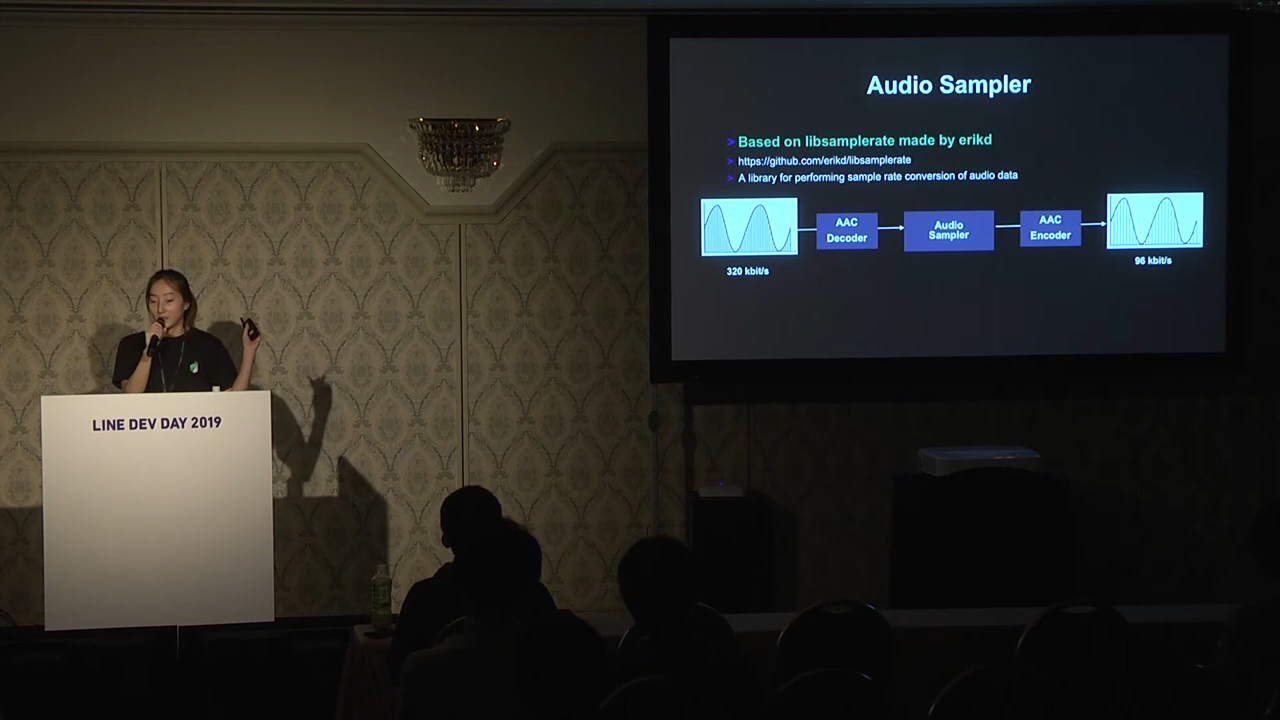 Audio Sampler
> Based on libsamplerate made by erikd
> https://github.com/erikd/libsamplerate
> A library for performing sample rate conversion of audio data
AAC
Decoder
Audio
Sampler
AAC
Encoder
320 kbit/s
96 kbit/s
LINE DEV DAY 2019